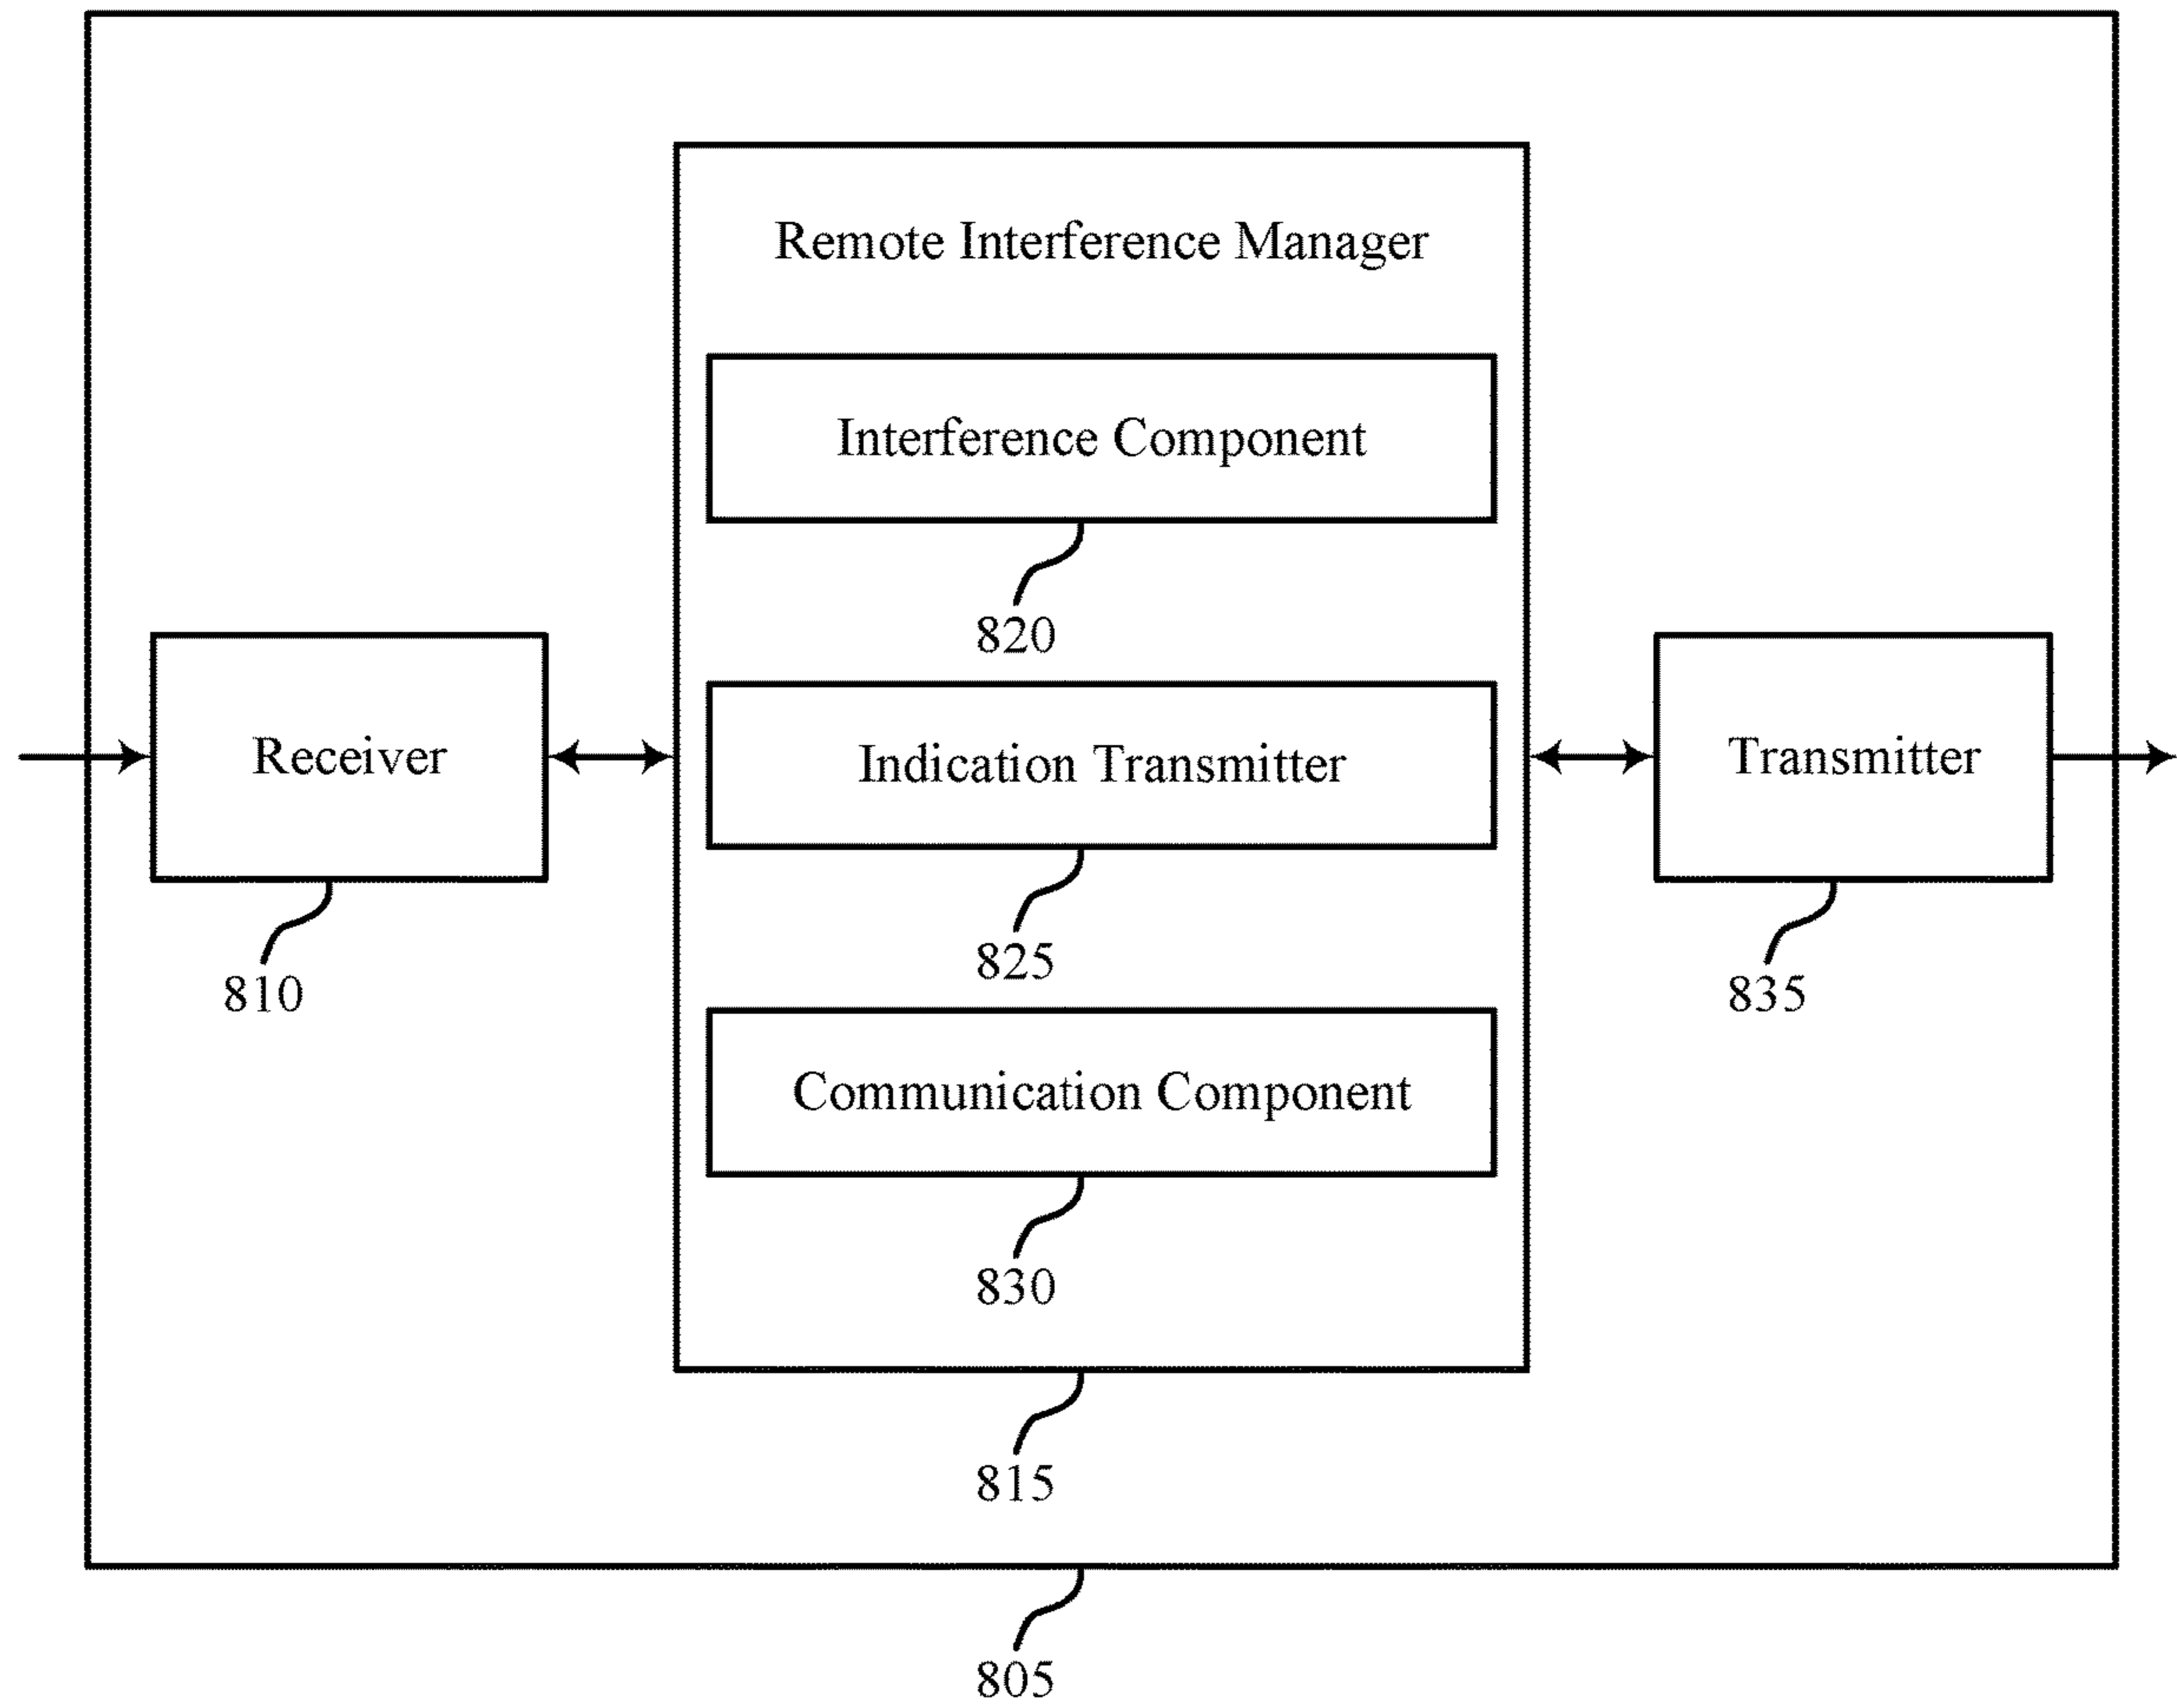 Remote Interference Manager
Interference Component
820
Receiver
810
Indication Transmitter
825
Transmitter
835
Communication Component
830
815
805